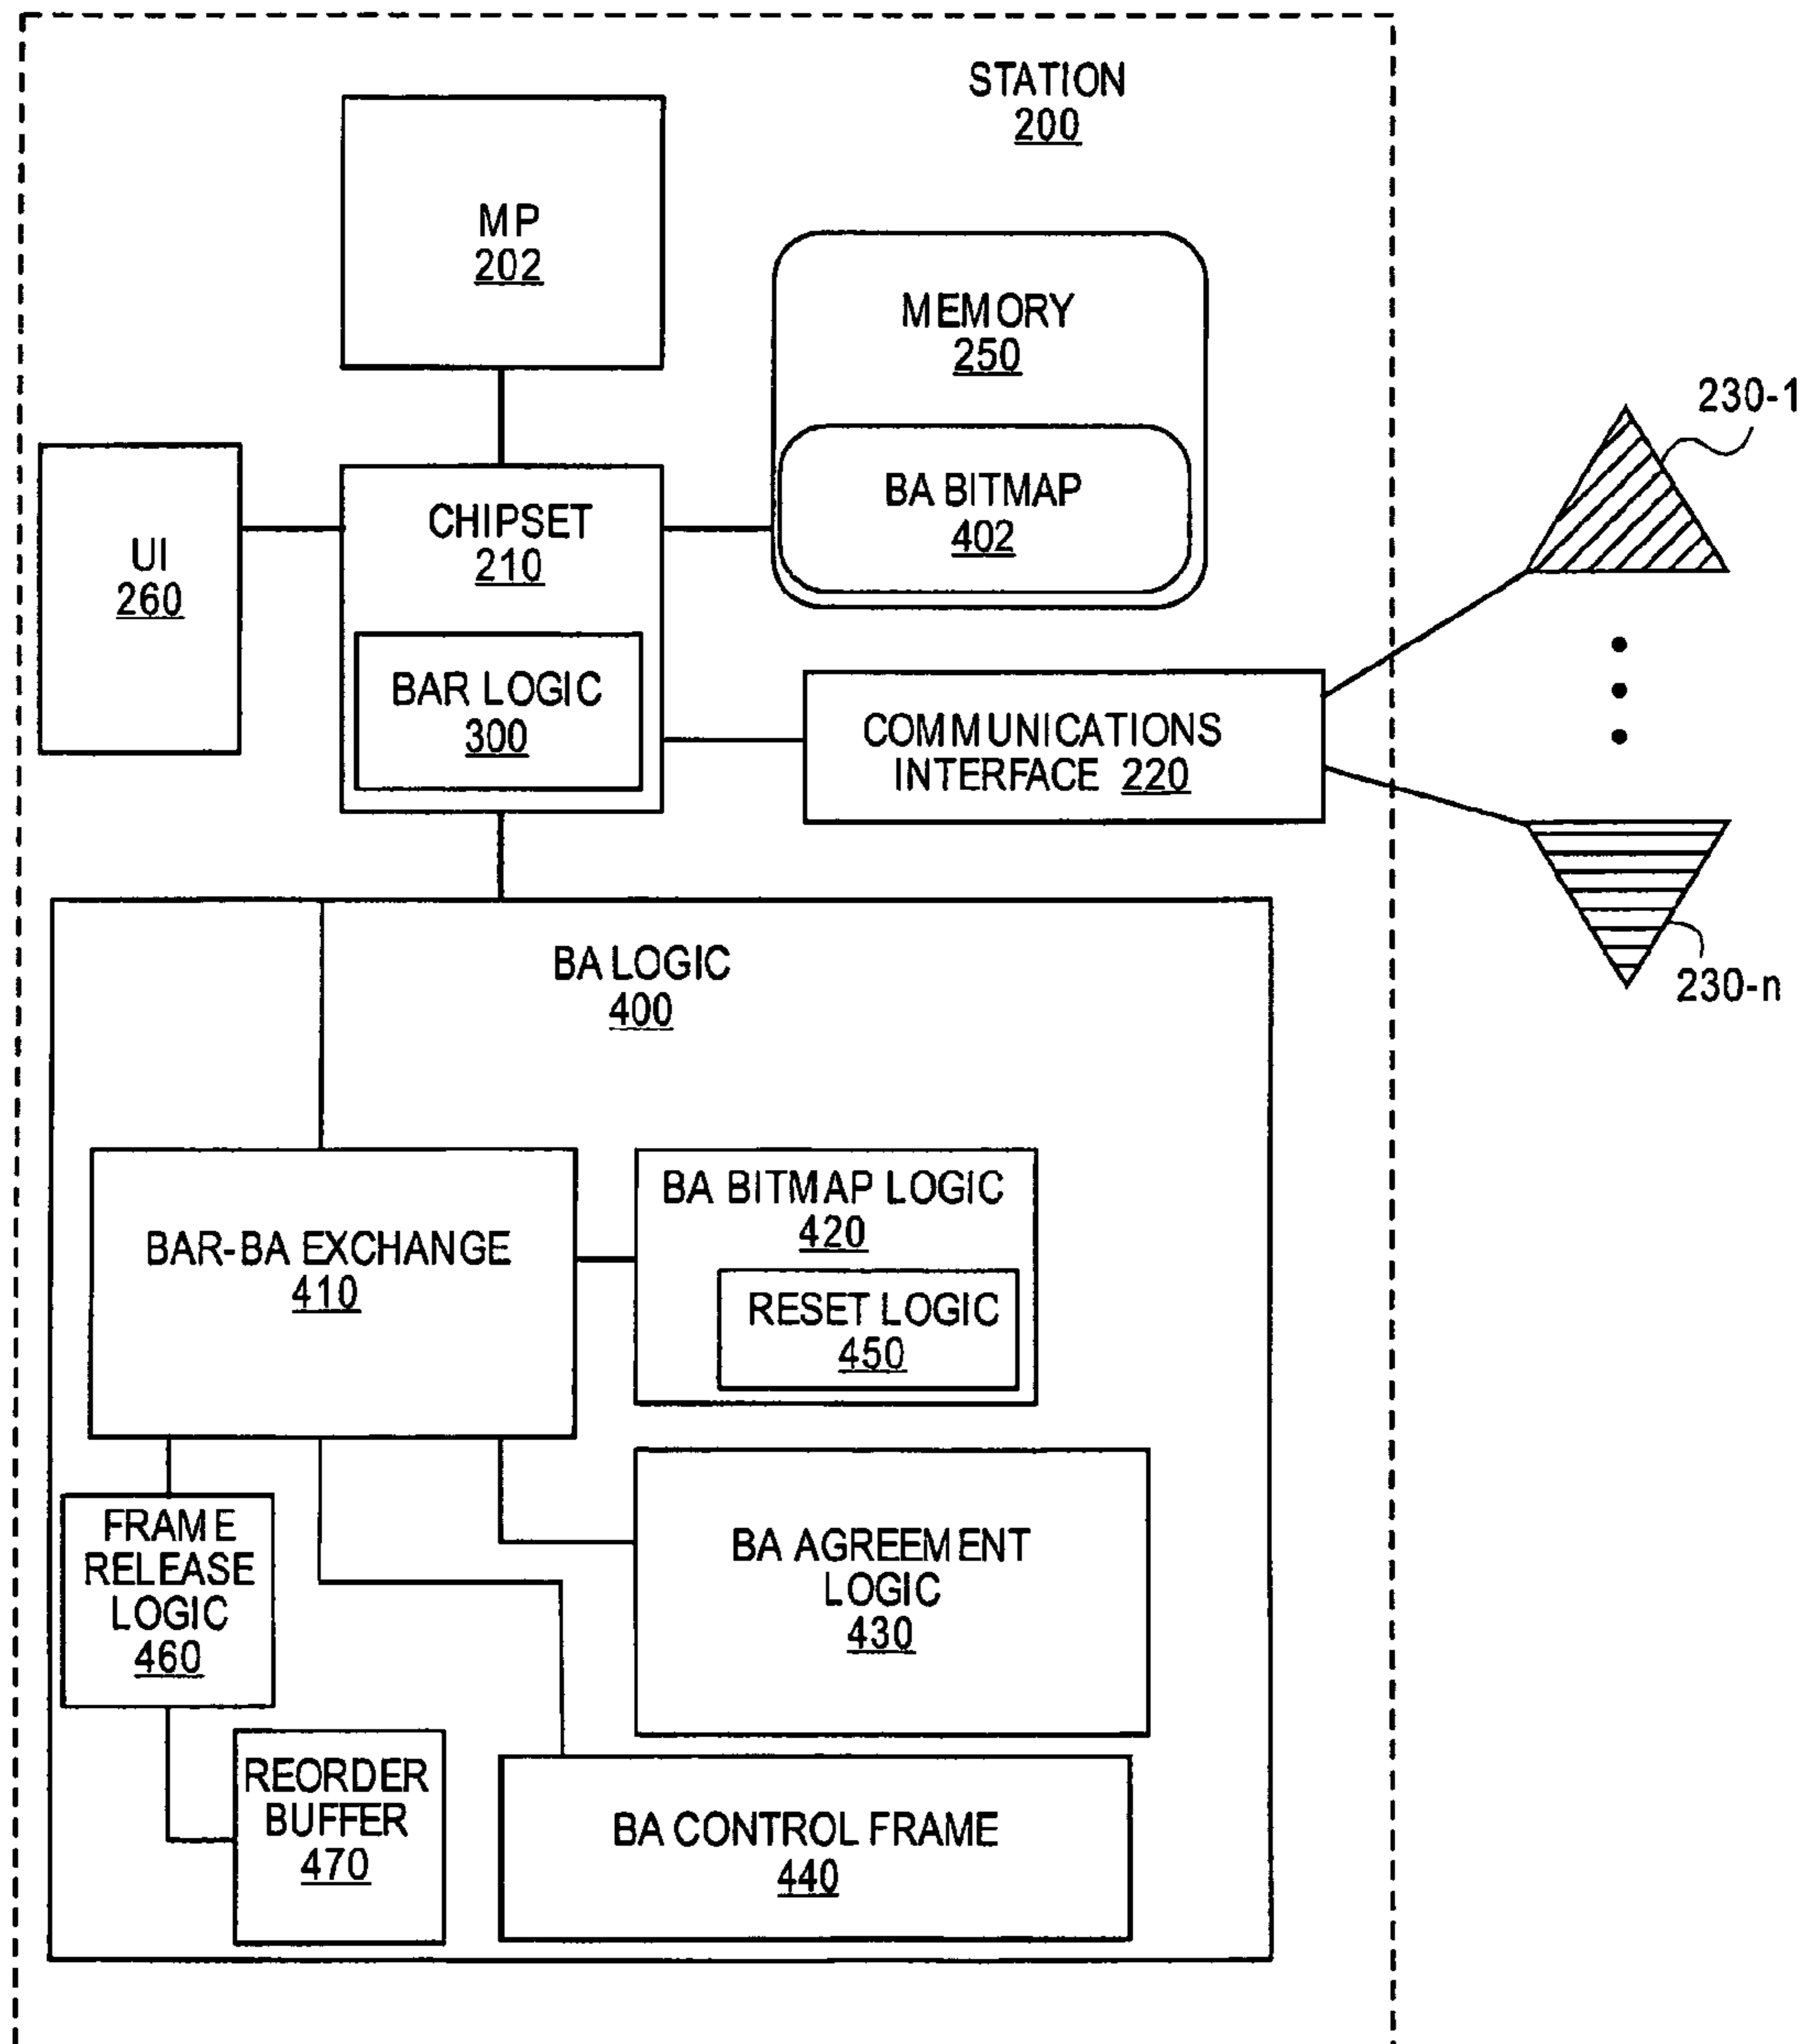 STATION
200
MP
202
MEMORY
250
230-1
BA BITMAP
402
CHIPSET
210
UI
260
BAR LOGIC
300
COMMUNICATIONS
INTERFACE 220
230-n
BA LOGIC
400
BAR-BA EXCHANGE
410
BA BITMAP LOGIC
420
RESET LOGIC
450
FRAME
RELEASE
LOGIC
460
BA AGREEMENT
LOGIC
430
REORDER
BUFFER
470
BA CONTROL FRAME
440